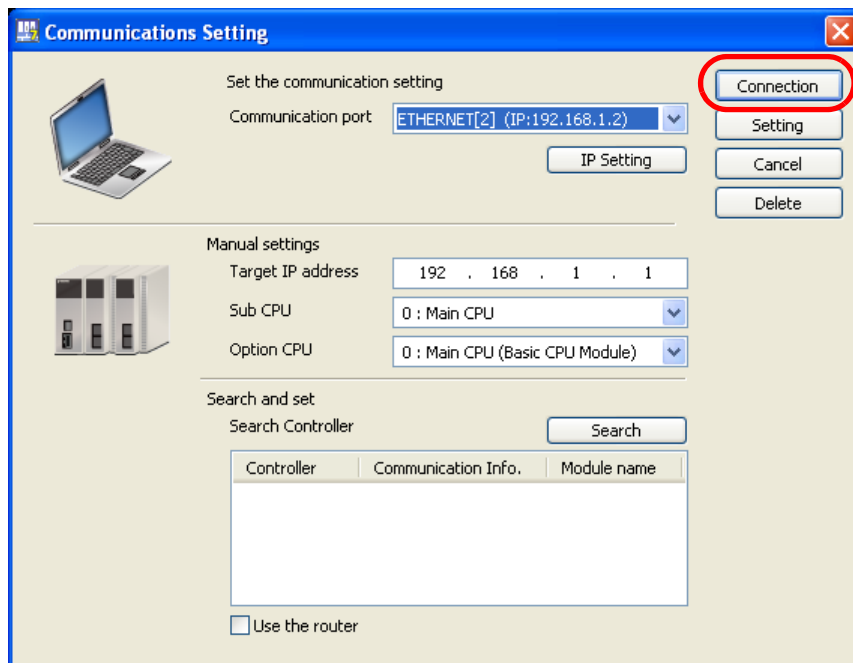 Communications Setting
Set the communication setting
Connection
Communication port ETHERNET[2] (IP:192.168.1.2)
Setting
IP Setting
Cancel
Delete
Manual settings
Target IP address 192 . 168 . 1 . 1
Sub CPU 0 : Main CPU
Option CPU 0 : Main CPU (Basic CPU Module)
Search and set
Search Controller Search
Controller Communication Info. Module name
Use the router